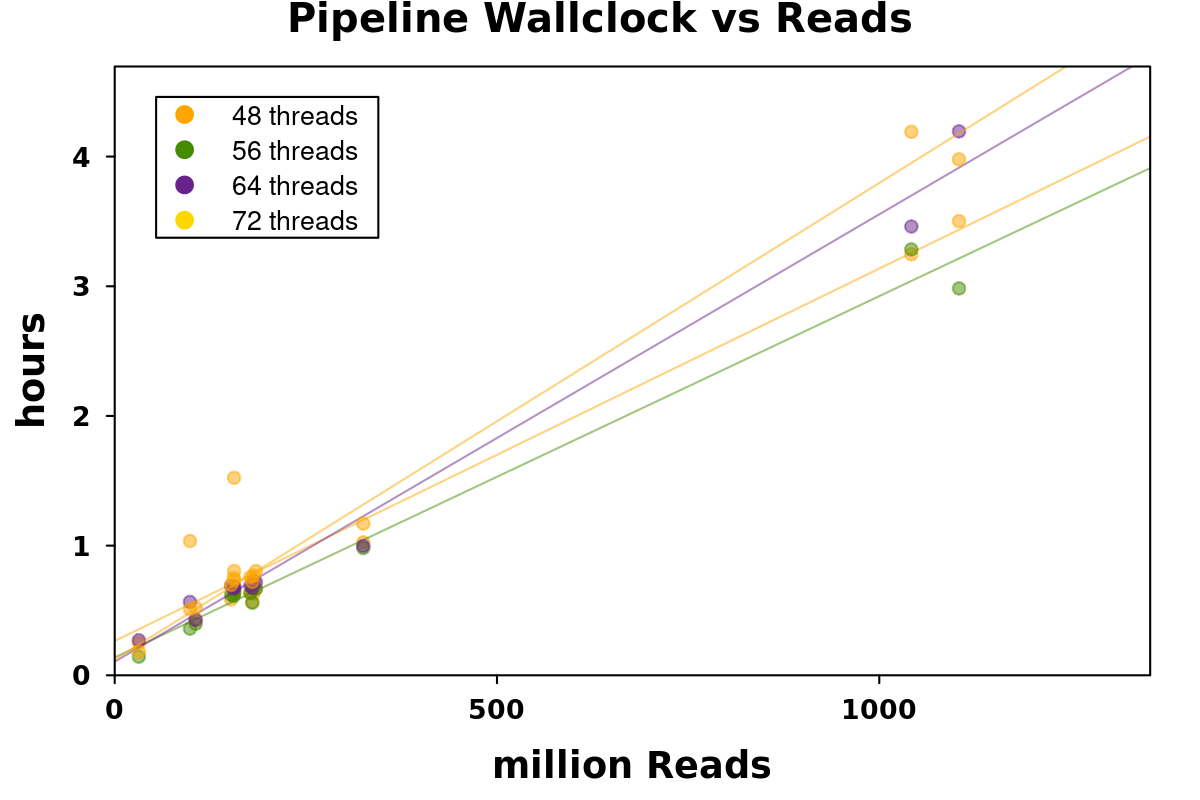 Pipeline Wallclock vs Reads
48 threads
56 threads
64 threads
72 threads
4
3
2
1
0
hours
0 500 1000
million Reads